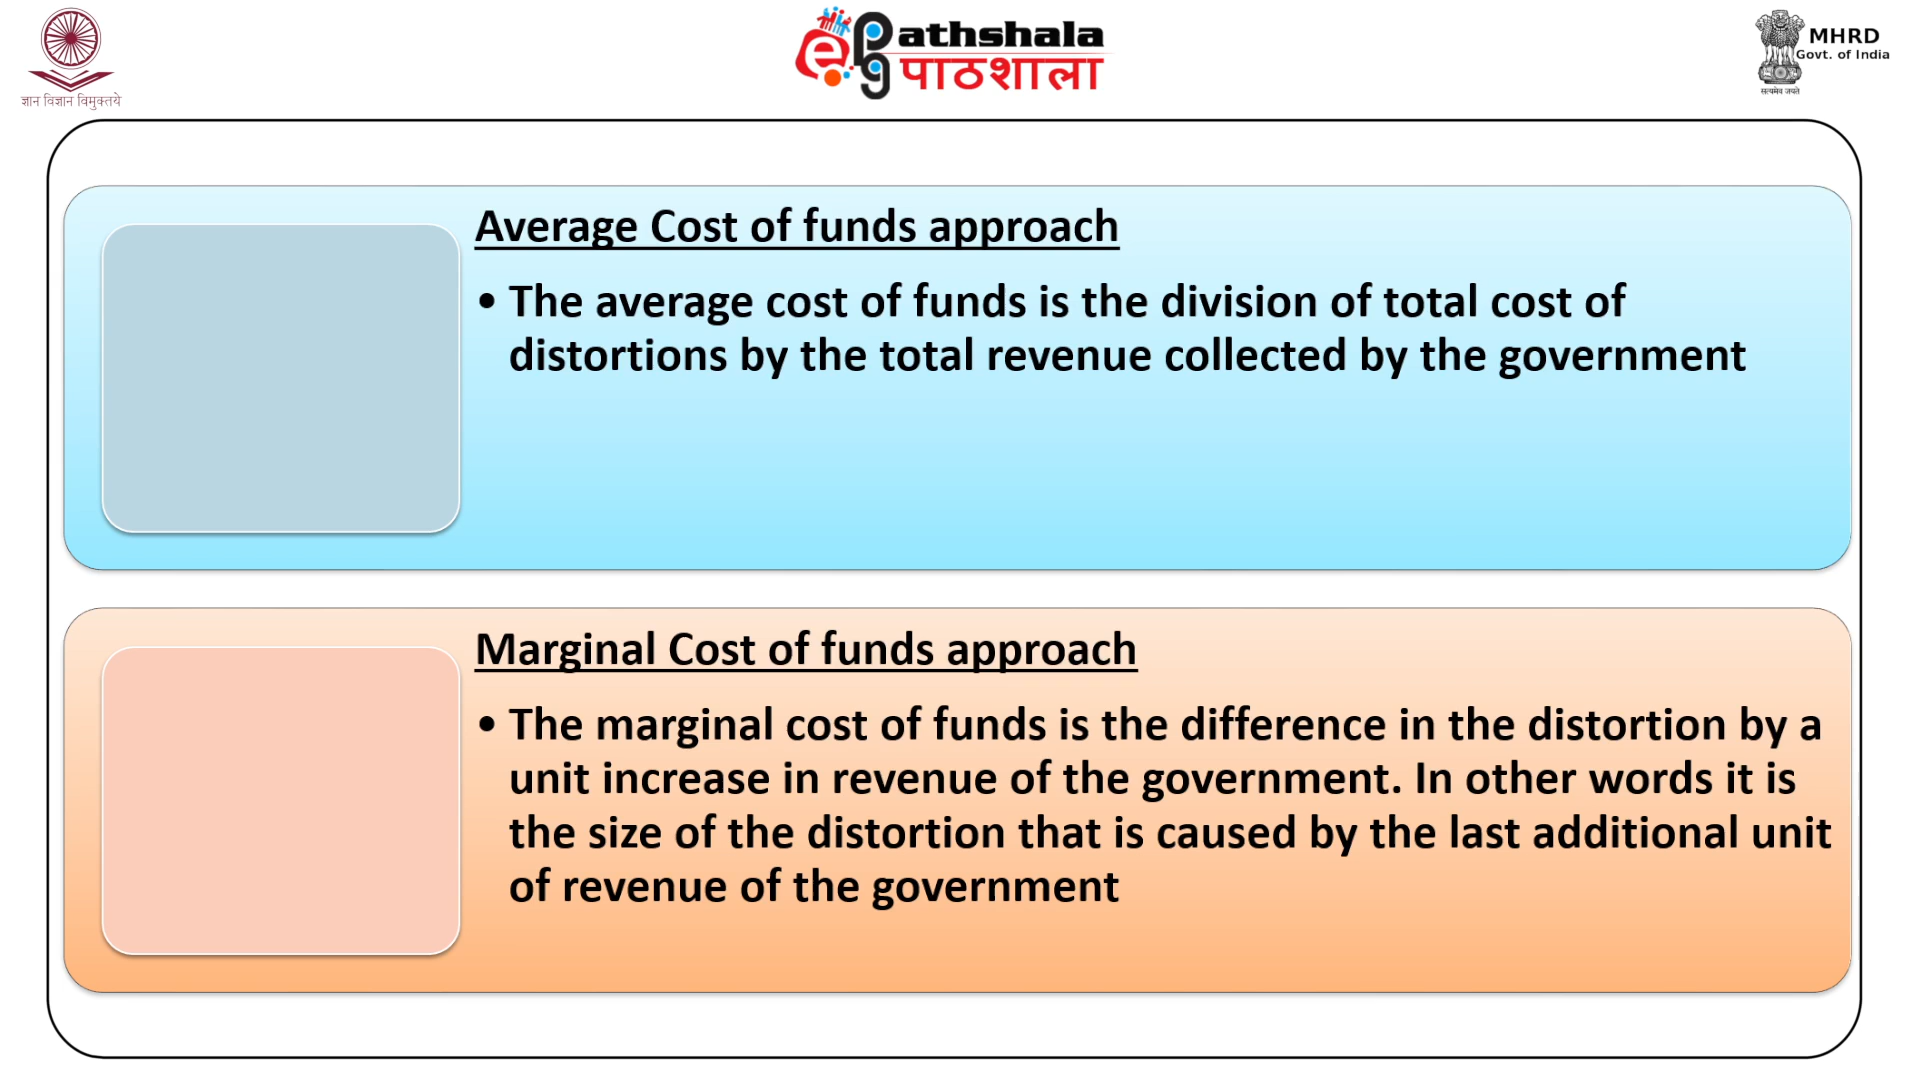 ज्ञान विज्ञान विमुक्तये
e
Pg
athshala
पाठशाला
MHRD
Govt. of India
सत्यमेव जयते
Average Cost of funds approach
• The average cost of funds is the division of total cost of
distortions by the total revenue collected by the government
Marginal Cost of funds approach
• The marginal cost of funds is the difference in the distortion by a
unit increase in revenue of the government. In other words it is
the size of the distortion that is caused by the last additional unit
of revenue of the government